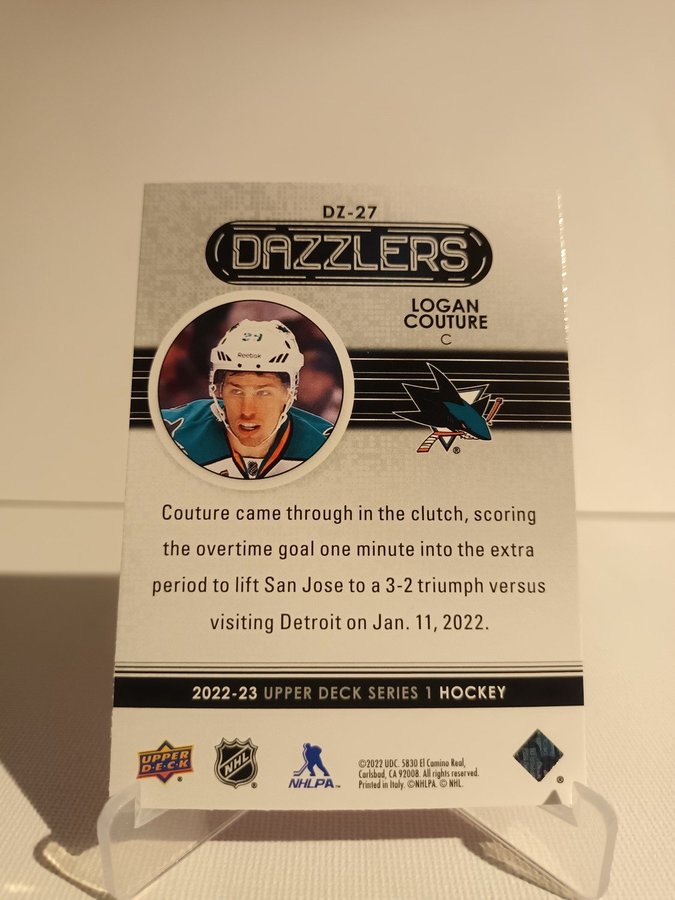 DZ-27
DAZZLERS
LOGAN
COUTURE
C
Reebok
Couture came through in the clutch, scoring
the overtime goal one minute into the extra
period to lift San Jose to a 3-2 triumph versus
visiting Detroit on Jan. 11, 2022.
2022-23 UPPER DECK SERIES 1 HOCKEY
UPPER
D·E·C·K
®
NHL
®
NHLPA™
©2022 UDC. 5830 El Camino Real,
Carlsbad, CA 92008. All rights reserved.
Printed in Italy. ©NHLPA. © NHL.
®